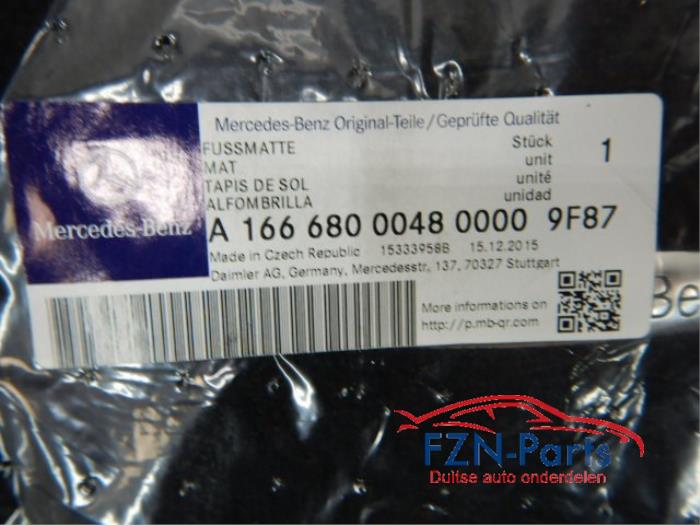 Mercedes-Benz Original-Teile/Geprüfte Qualität
FUSSMATTE Stück 1
MAT unit
TAPIS DE SOL unité
ALFOMBRILLA unidad
Mercedes-Benz
A 166 680 0048 0000 9F87
Made in Czech Republic 15333958B 15.12.2015
Daimler AG, Germany, Mercedesstr, 137, 70327 Stuttgart
More informations on
http://p.mb-qr.com
Be
FZN-Parts
Duitse auto onderdelen